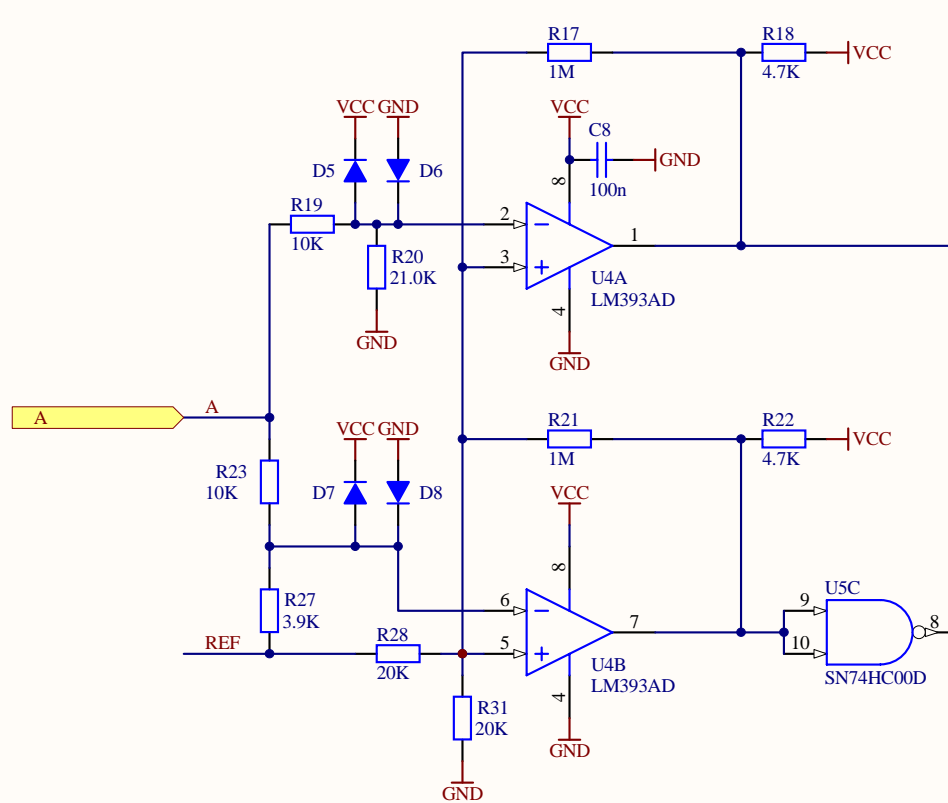 R17
1M
R18
4.7K
VCC
VCC
GND
VCC
C8
100n
GND
D5
D6
8
R19
10K
2
3
1
R20
21.0K
U4A
LM393AD
4
GND
GND
A
A
R21
1M
R22
4.7K
VCC
VCC
GND
R23
10K
D7
D8
VCC
8
U5C
R27
3.9K
6
5
7
9
10
8
REF
R28
20K
U4B
LM393AD
SN74HC00D
4
R31
20K
GND
GND